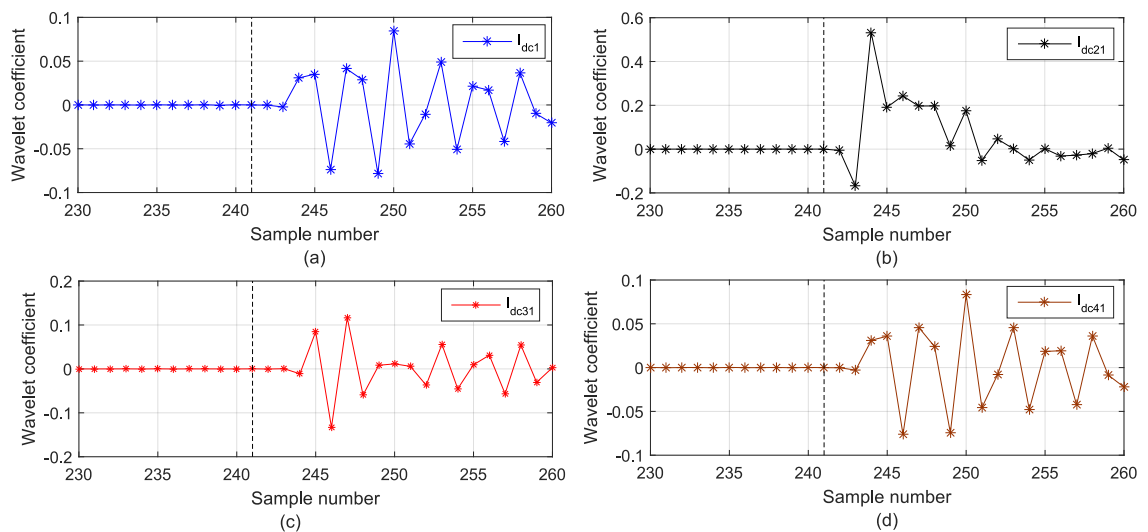 0.1
0.05
0
-0.05
-0.1
Wavelet coefficient
I dc1
230 235 240 245 250 255 260
Sample number
(a)
0.6
0.4
0.2
0
-0.2
Wavelet coefficient
I dc21
230 235 240 245 250 255 260
Sample number
(b)
0.2
0.1
0
-0.1
-0.2
Wavelet coefficient
I dc31
230 235 240 245 250 255 260
Sample number
(c)
0.1
0.05
0
-0.05
-0.1
Wavelet coefficient
I dc41
230 235 240 245 250 255 260
Sample number
(d)